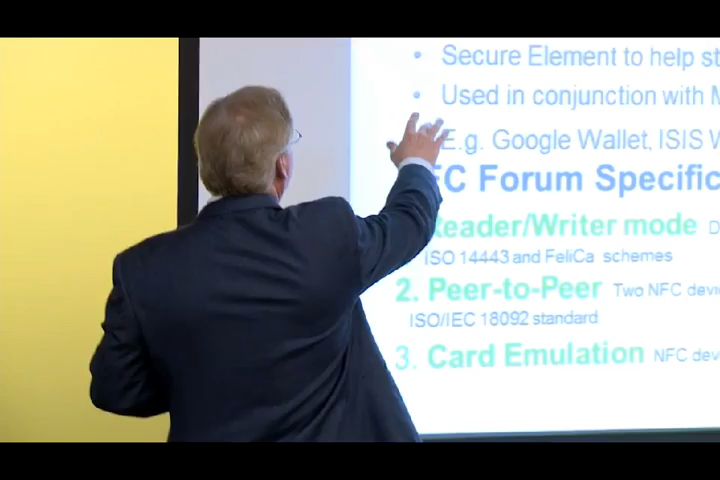 • Secure Element to help st
• Used in conjunction with M
E.g. Google Wallet, ISIS W
FC Forum Specific
Reader/Writer mode D
ISO 14443 and FeliCa schemes
2. Peer-to-Peer Two NFC devi
ISO/IEC 18092 standard
3. Card Emulation NFC dev